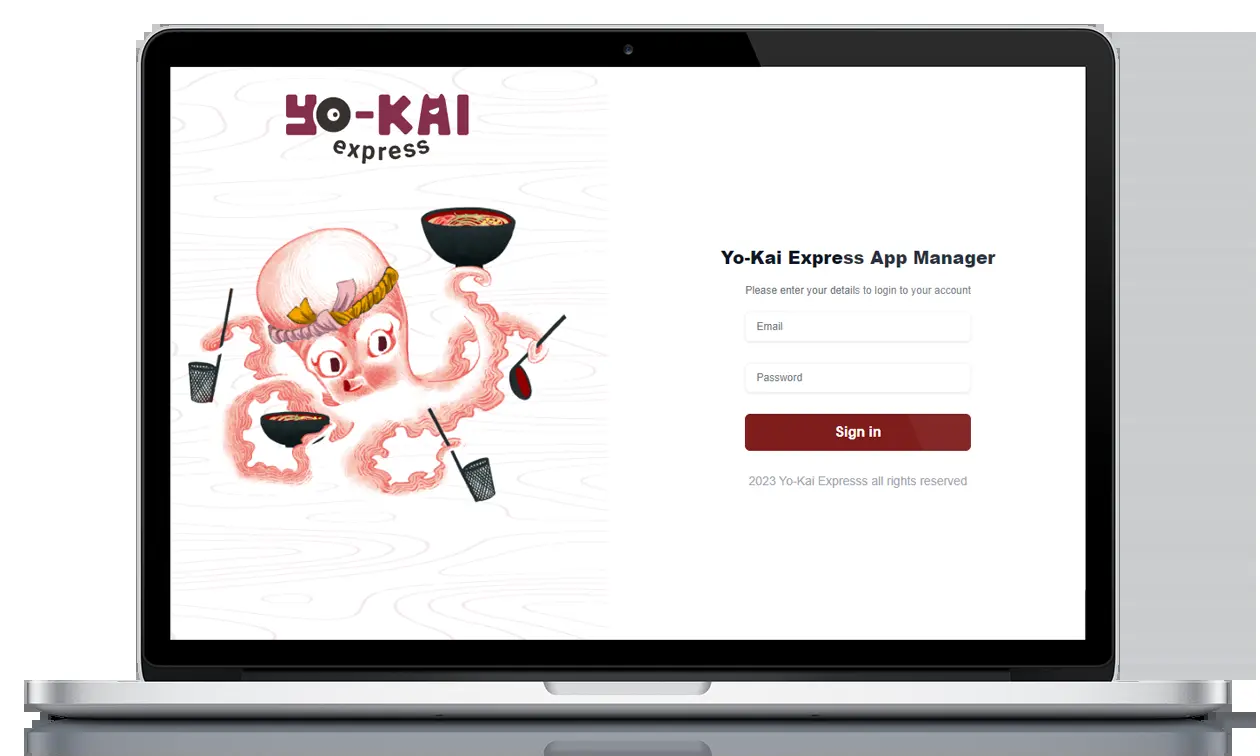 YO-KAI
express
Yo-Kai Express App Manager
Please enter your details to login to your account
Email
Password
Sign in
2023 Yo-Kai Expresss all rights reserved